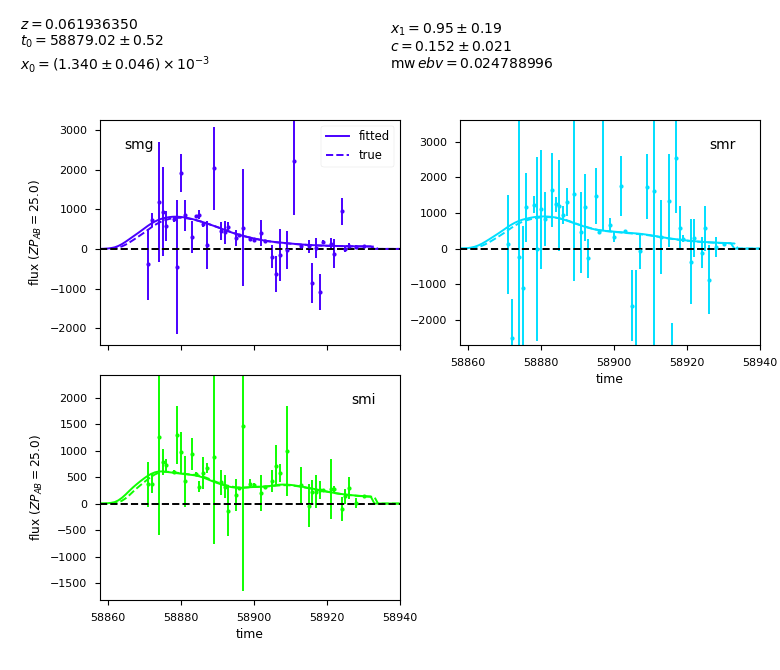 z = 0.061936350
t₀ = 58879.02 ± 0.52
x₀ = (1.340 ± 0.046) × 10⁻³
x₁ = 0.95 ± 0.19
c = 0.152 ± 0.021
mw ebv = 0.024788996
smg
fitted
true
3000
2000
1000
0
−1000
−2000
flux (ZP_AB = 25.0)
smr
3000
2000
1000
0
−1000
−2000
58860 58880 58900 58920 58940
time
smi
2000
1500
1000
500
0
−500
−1000
−1500
flux (ZP_AB = 25.0)
58860 58880 58900 58920 58940
time